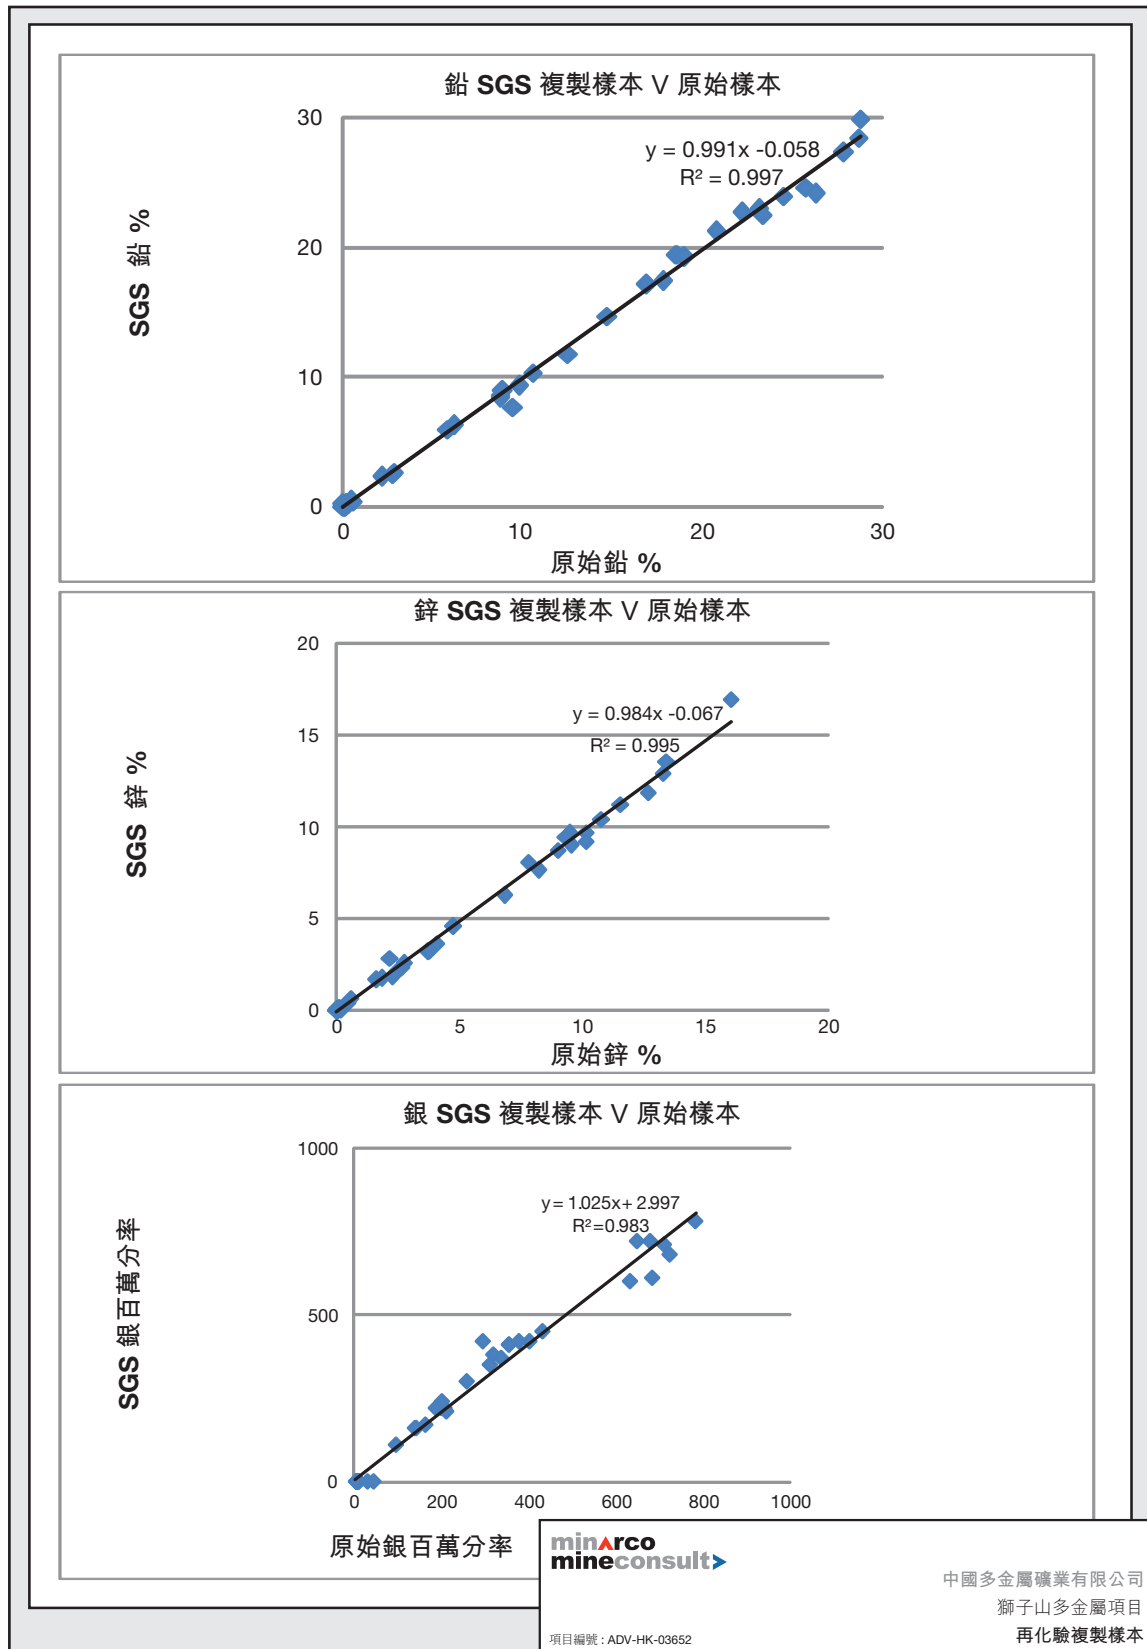 鉛 SGS 複製樣本 V 原始樣本
30
y = 0.991x -0.058
R² = 0.997
SGS 鉛 %
20
10
0
0 10 20 30
原始鉛 %
鋅 SGS 複製樣本 V 原始樣本
20
y = 0.984x -0.067
R² = 0.995
15
SGS 鋅 %
10
5
0
0 5 10 15 20
原始鋅 %
銀 SGS 複製樣本 V 原始樣本
1000
y = 1.025x+ 2.997
R²=0.983
SGS 銀百萬分率
500
0
0 200 400 600 800 1000
原始銀百萬分率
minarco
mineconsult
中國多金屬礦業有限公司
獅子山多金屬項目
項目編號 : ADV-HK-03652
再化驗複製樣本